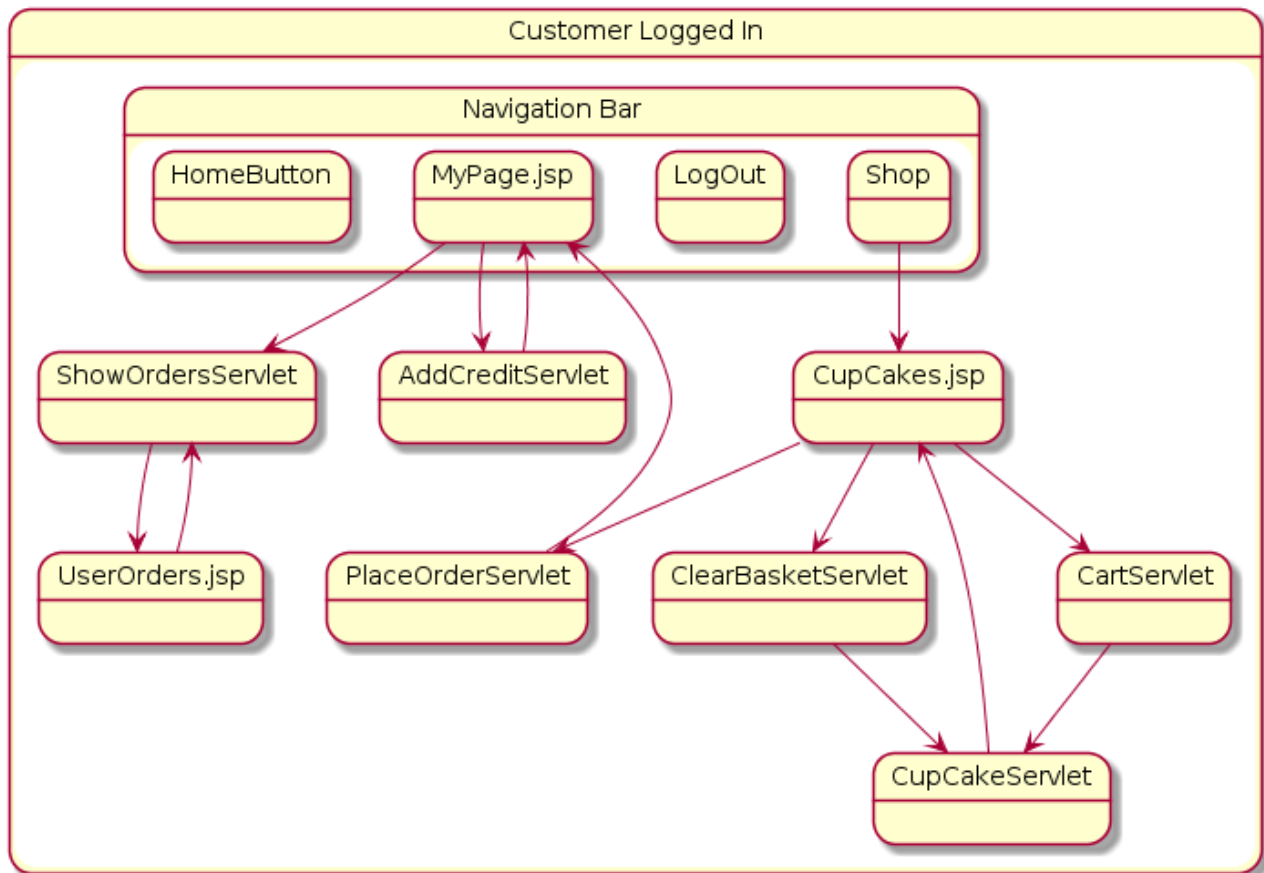 Customer Logged In
Navigation Bar
HomeButton
MyPage.jsp
LogOut
Shop
ShowOrdersServlet
AddCreditServlet
CupCakes.jsp
UserOrders.jsp
PlaceOrderServlet
ClearBasketServlet
CartServlet
CupCakeServlet